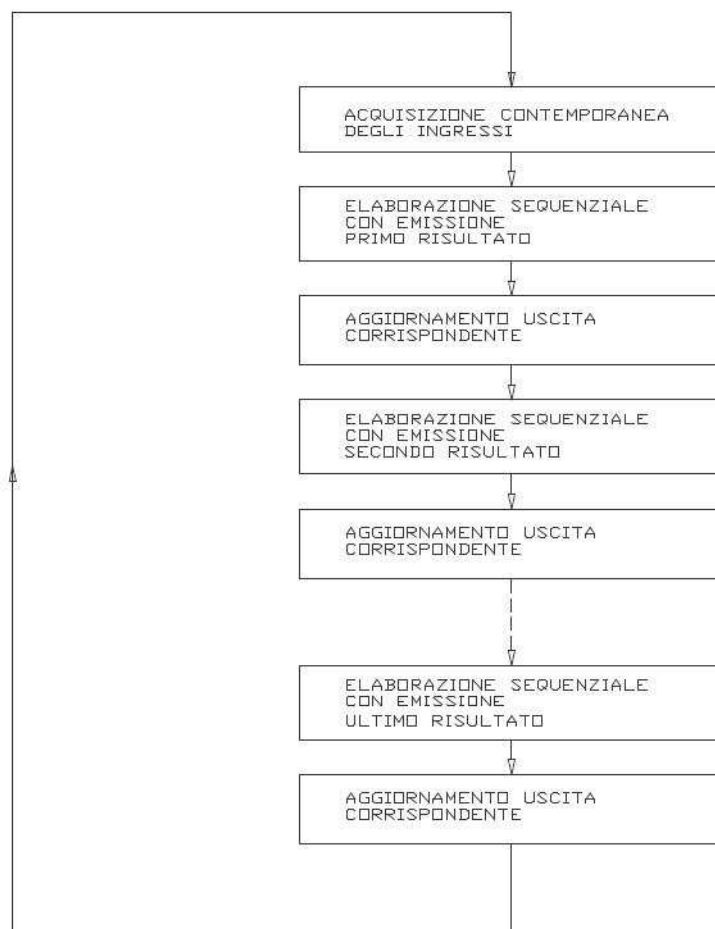 ACQUISIZIONE CONTEMPORANEA
DEGLI INGRESSI
ELABORAZIONE SEQUENZIALE
CON EMISSIONE
PRIMO RISULTATO
AGGIORNAMENTO USCITA
CORRISPONDENTE
ELABORAZIONE SEQUENZIALE
CON EMISSIONE
SECONDO RISULTATO
AGGIORNAMENTO USCITA
CORRISPONDENTE
ELABORAZIONE SEQUENZIALE
CON EMISSIONE
ULTIMO RISULTATO
AGGIORNAMENTO USCITA
CORRISPONDENTE